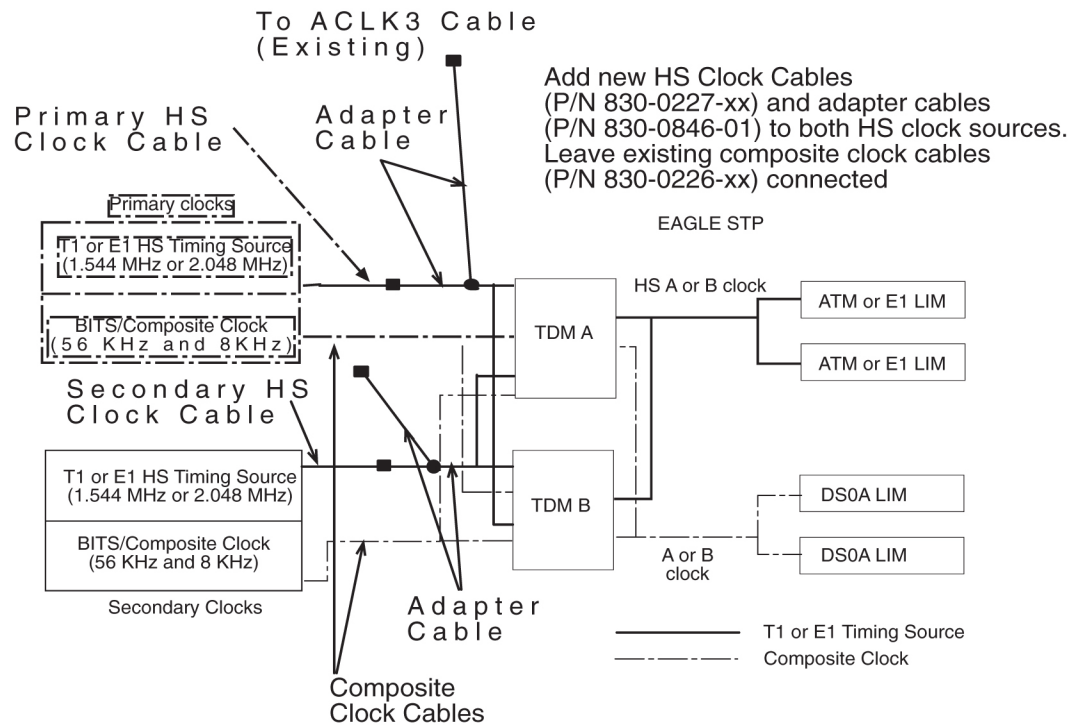 To ACLK3 Cable
(Existing)
Add new HS Clock Cables
(P/N 830-0227-xx) and adapter cables
(P/N 830-0846-01) to both HS clock sources.
Leave existing composite clock cables
(P/N 830-0226-xx) connected
Primary HS
Clock Cable
Adapter
Cable
Primary clocks
T1 or E1 HS Timing Source
(1.544 MHz or 2.048 MHz)
BITS/Composite Clock
(56 KHz and 8KHz)
EAGLE STP
TDM A
HS A or B clock
ATM or E1 LIM
ATM or E1 LIM
Secondary HS
Clock Cable
T1 or E1 HS Timing Source
(1.544 MHz or 2.048 MHz)
BITS/Composite Clock
(56 KHz and 8 KHz)
Secondary Clocks
TDM B
DS0A LIM
DS0A LIM
A or B
clock
Adapter
Cable
Composite
Clock Cables
T1 or E1 Timing Source
Composite Clock